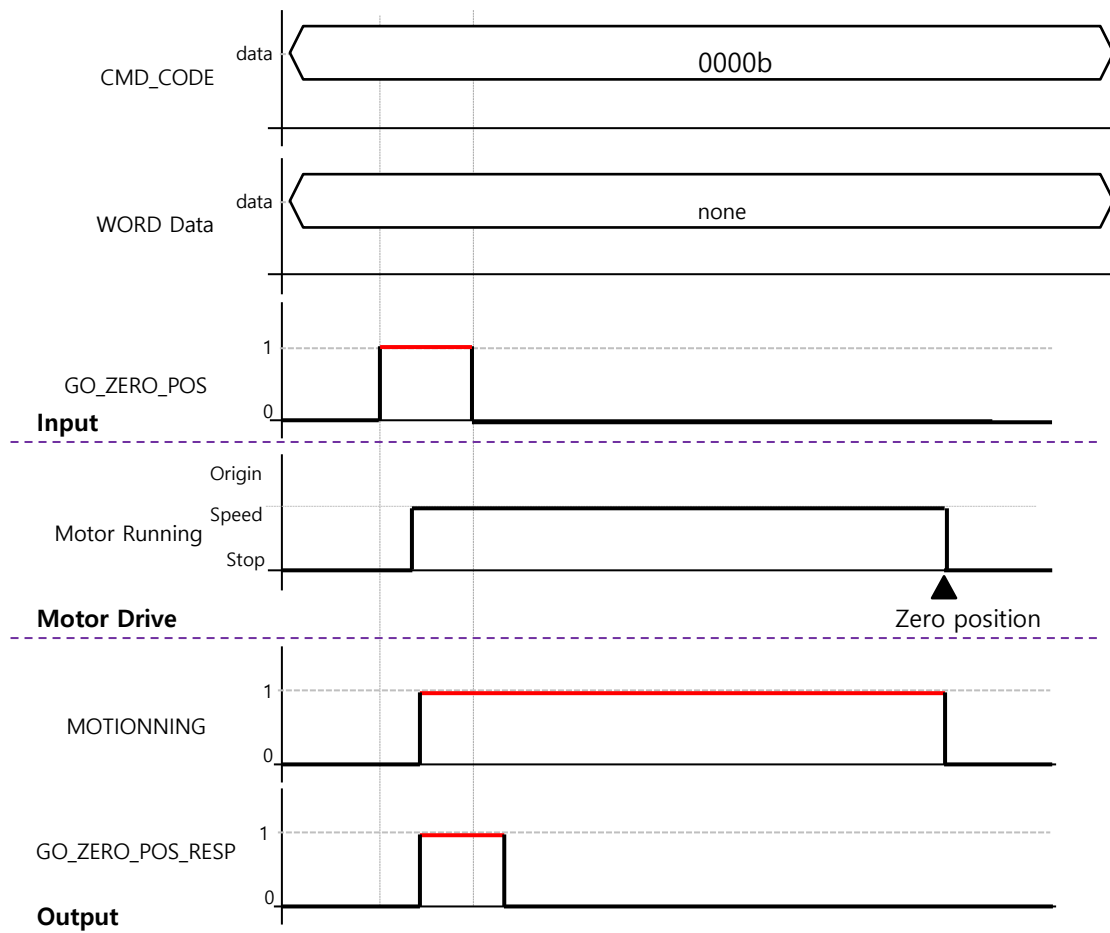 data
CMD_CODE
0000b
data
WORD Data
none
1
GO_ZERO_POS
0
Input
Origin
Speed
Motor Running
Stop
Motor Drive
Zero position
1
MOTIONNING
0
1
GO_ZERO_POS_RESP
0
Output